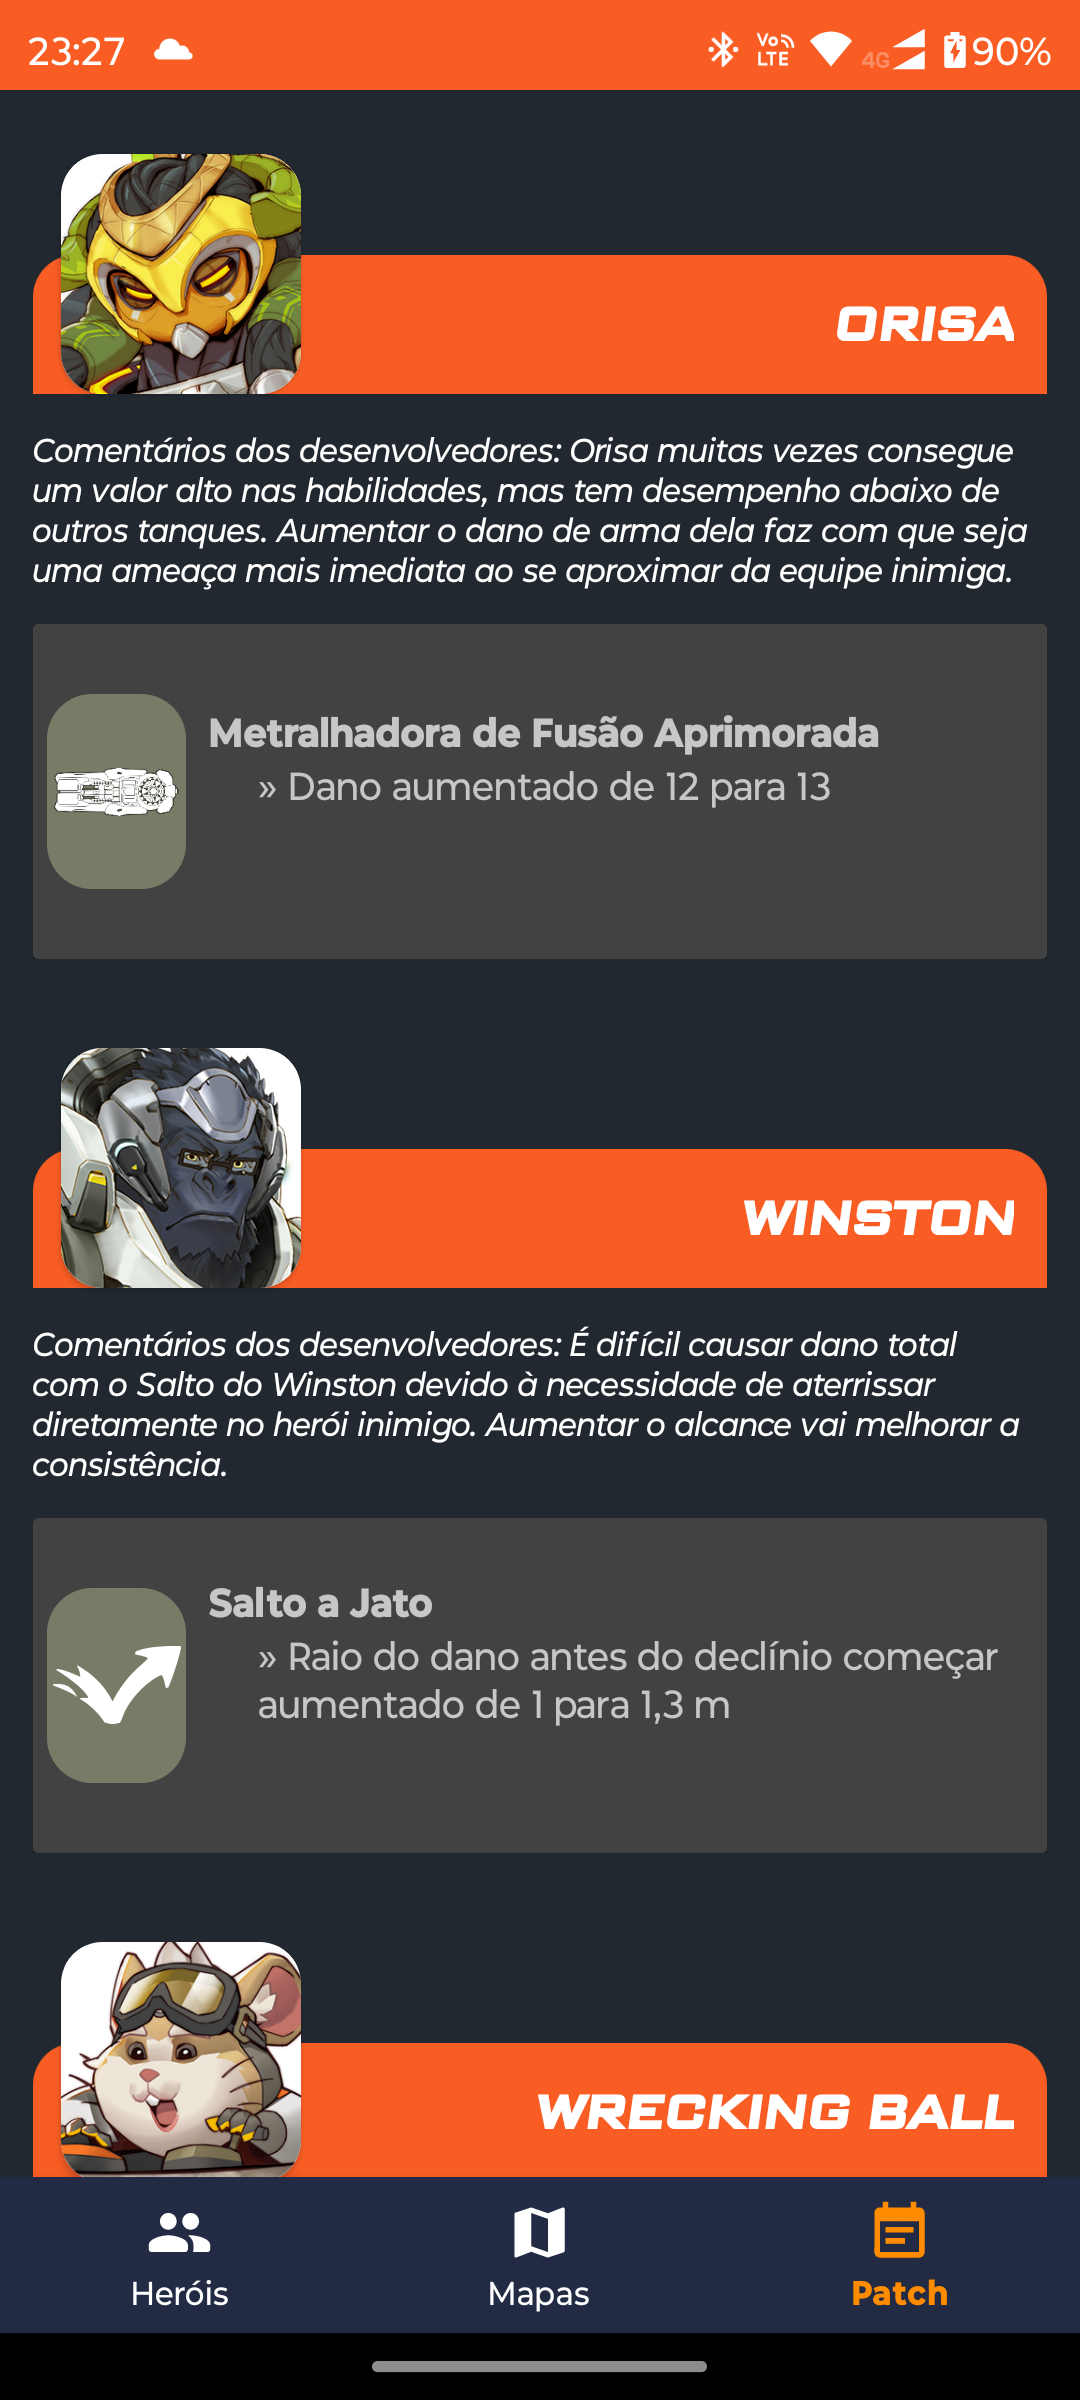 23:27
Vo
LTE
4G
90%
ORISA
Comentários dos desenvolvedores: Orisa muitas vezes consegue
um valor alto nas habilidades, mas tem desempenho abaixo de
outros tanques. Aumentar o dano de arma dela faz com que seja
uma ameaça mais imediata ao se aproximar da equipe inimiga.
Metralhadora de Fusão Aprimorada
» Dano aumentado de 12 para 13
WINSTON
Comentários dos desenvolvedores: É difícil causar dano total
com o Salto do Winston devido à necessidade de aterrissar
diretamente no herói inimigo. Aumentar o alcance vai melhorar a
consistência.
Salto a Jato
» Raio do dano antes do declínio começar
aumentado de 1 para 1,3 m
WRECKING BALL
Heróis
Mapas
Patch